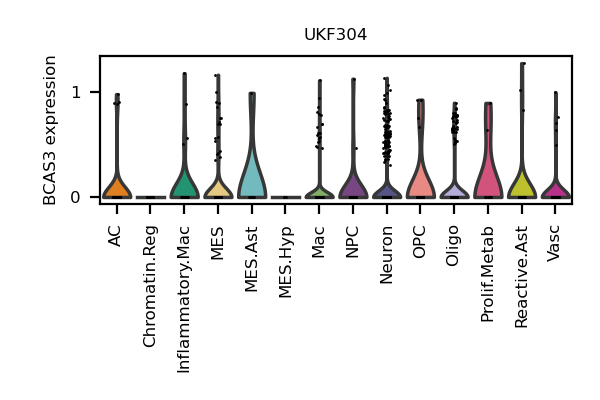 UKF304
BCAS3 expression
1
0
AC
Chromatin.Reg
Inflammatory.Mac
MES
MES.Ast
MES.Hyp
Mac
NPC
Neuron
OPC
Oligo
Prolif.Metab
Reactive.Ast
Vasc